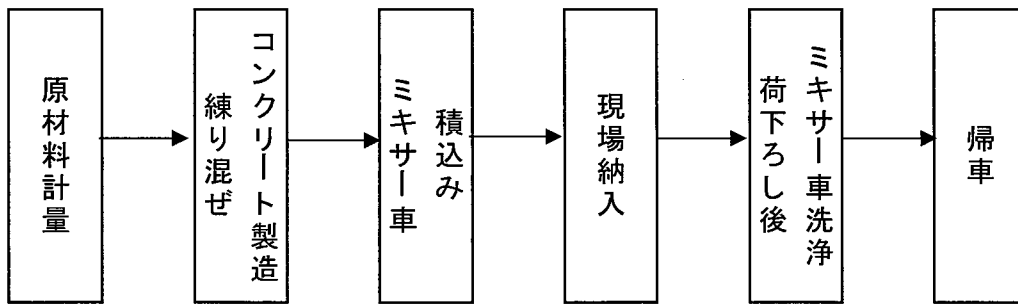 原材料計量
練り混ぜ
コンクリート製造
ミキサー車
積込み
現場納入
荷下ろし後
ミキサー車洗浄
帰車